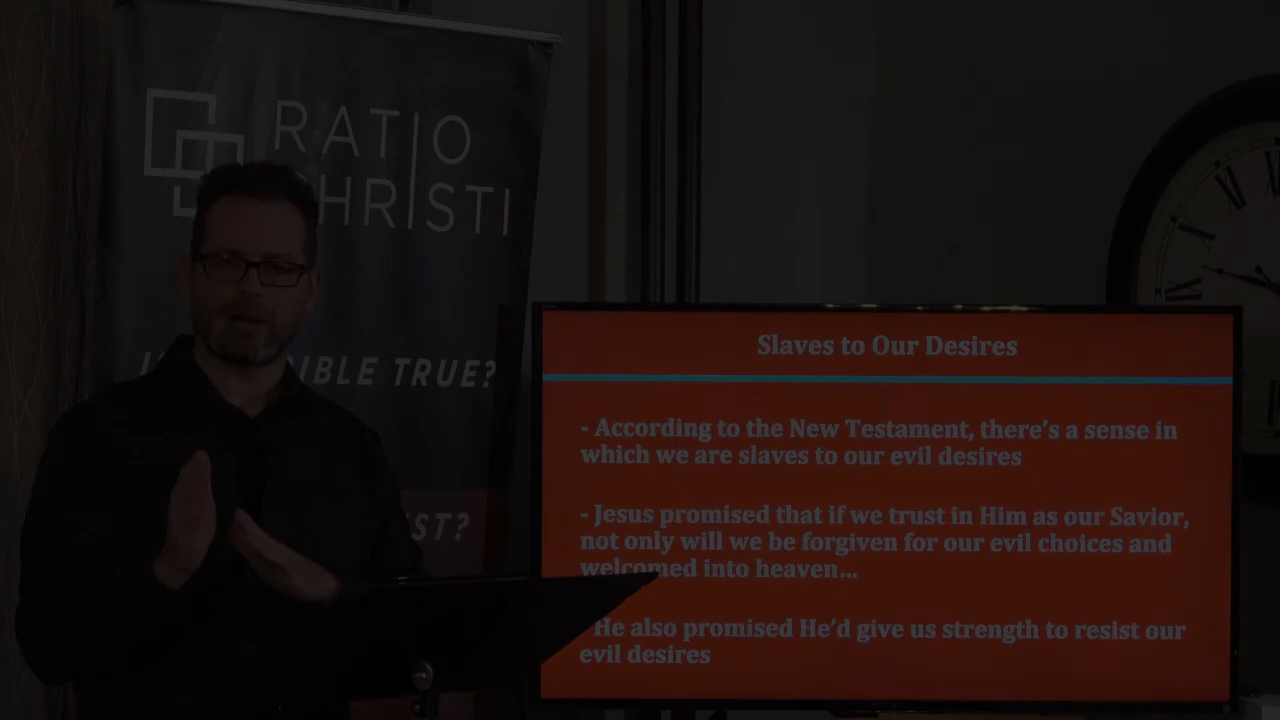 RATIO
CHRISTI
IBLE TRUE?
IST?
Slaves to Our Desires
- According to the New Testament, there's a sense in
which we are slaves to our evil desires
- Jesus promised that if we trust in Him as our Savior,
not only will we be forgiven for our evil choices and
welcomed into heaven...
He also promised He'd give us strength to resist our
evil desires